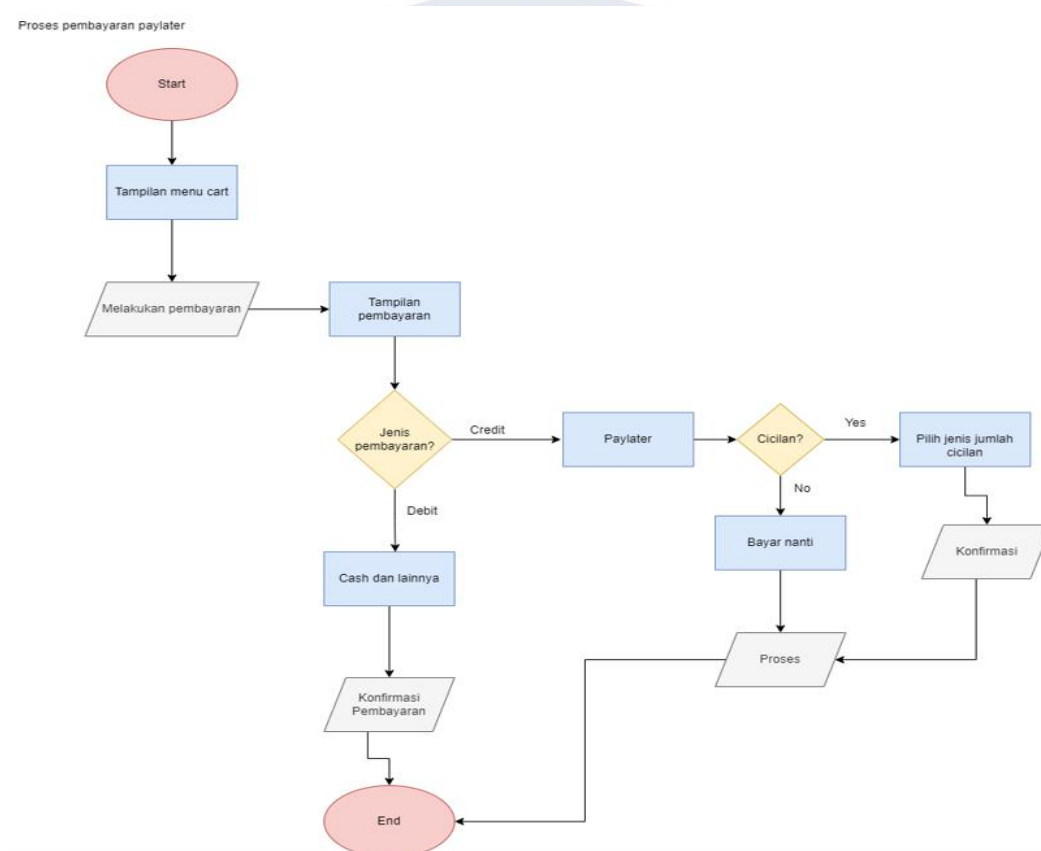 Proses pembayaran paylater
Start
Tampilan menu cart
Melakukan pembayaran
Tampilan
pembayaran
Jenis
pembayaran?
Credit
Paylater
Cicilan?
Yes
Pilih jenis jumlah
cicilan
No
Debit
Bayar nanti
Konfirmasi
Cash dan lainnya
Proses
Konfirmasi
Pembayaran
End